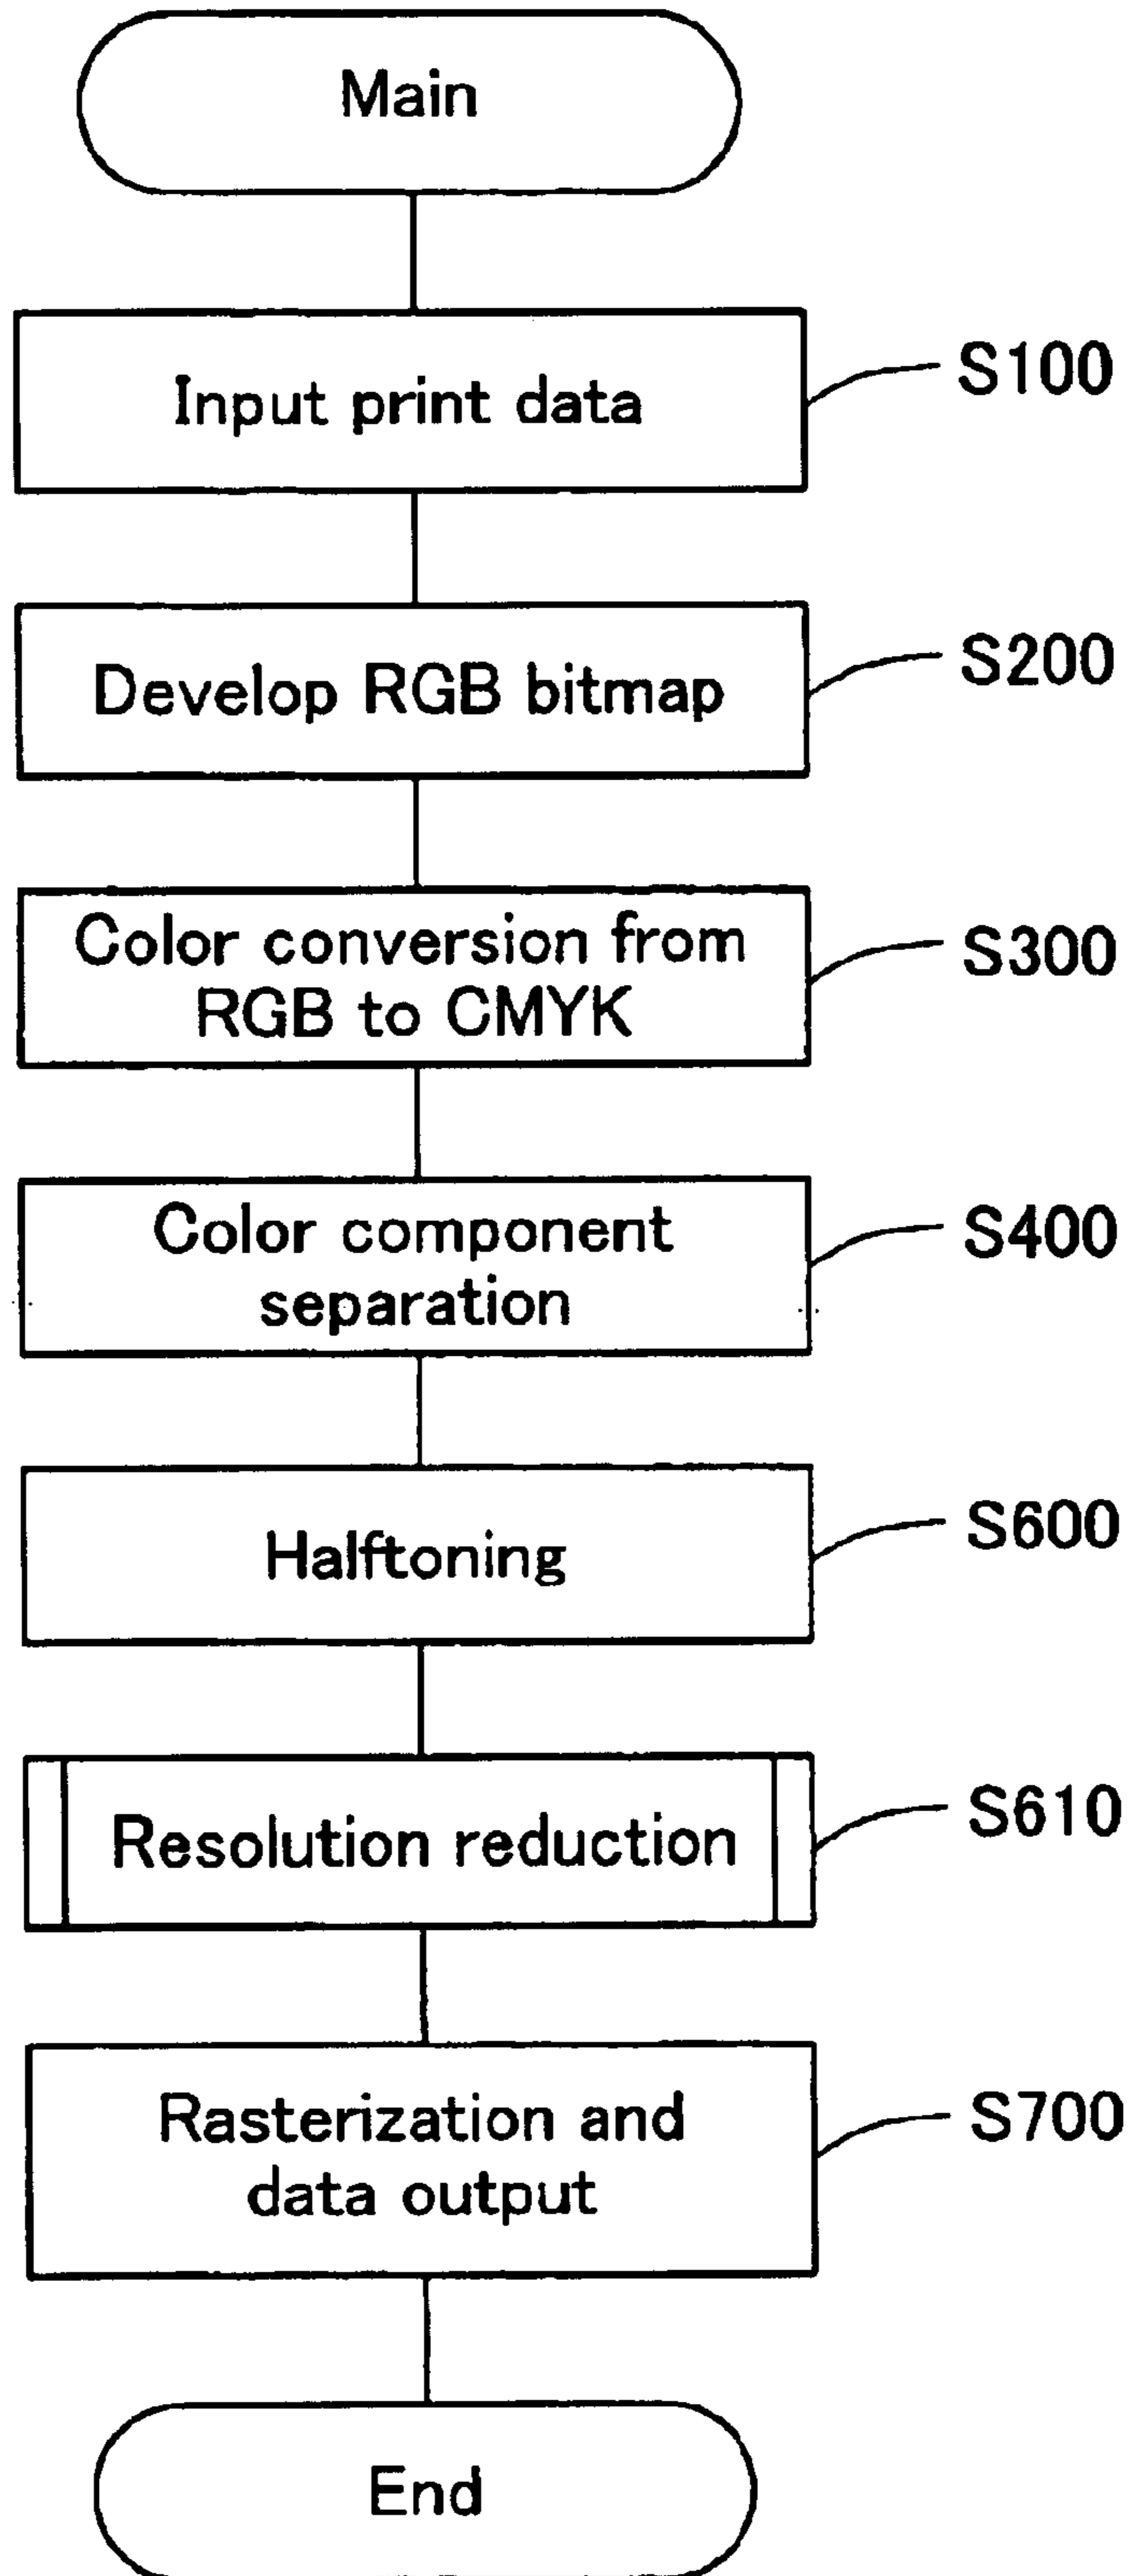 Main
Input print data
S100
Develop RGB bitmap
S200
Color conversion from
RGB to CMYK
S300
Color component
separation
S400
Halftoning
S600
Resolution reduction
S610
Rasterization and
data output
S700
End